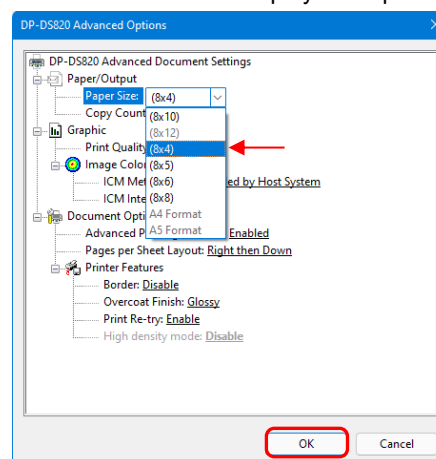 DP-DS820 Advanced Options
DP-DS820 Advanced Document Settings
Paper/Output
Paper Size: (8x4)
Copy Count
(8x10)
Graphic
(8x12)
Print Quality
(8x4)
Image Color
(8x5)
ICM Met
(8x6)
ed by Host System
ICM Inte
(8x8)
Document Opti
A4 Format
Advanced P
Enabled
A5 Format
Pages per Sheet Layout: Right then Down
Printer Features
Border: Disable
Overcoat Finish: Glossy
Print Re-try: Enable
High density mode: Disable
OK
Cancel